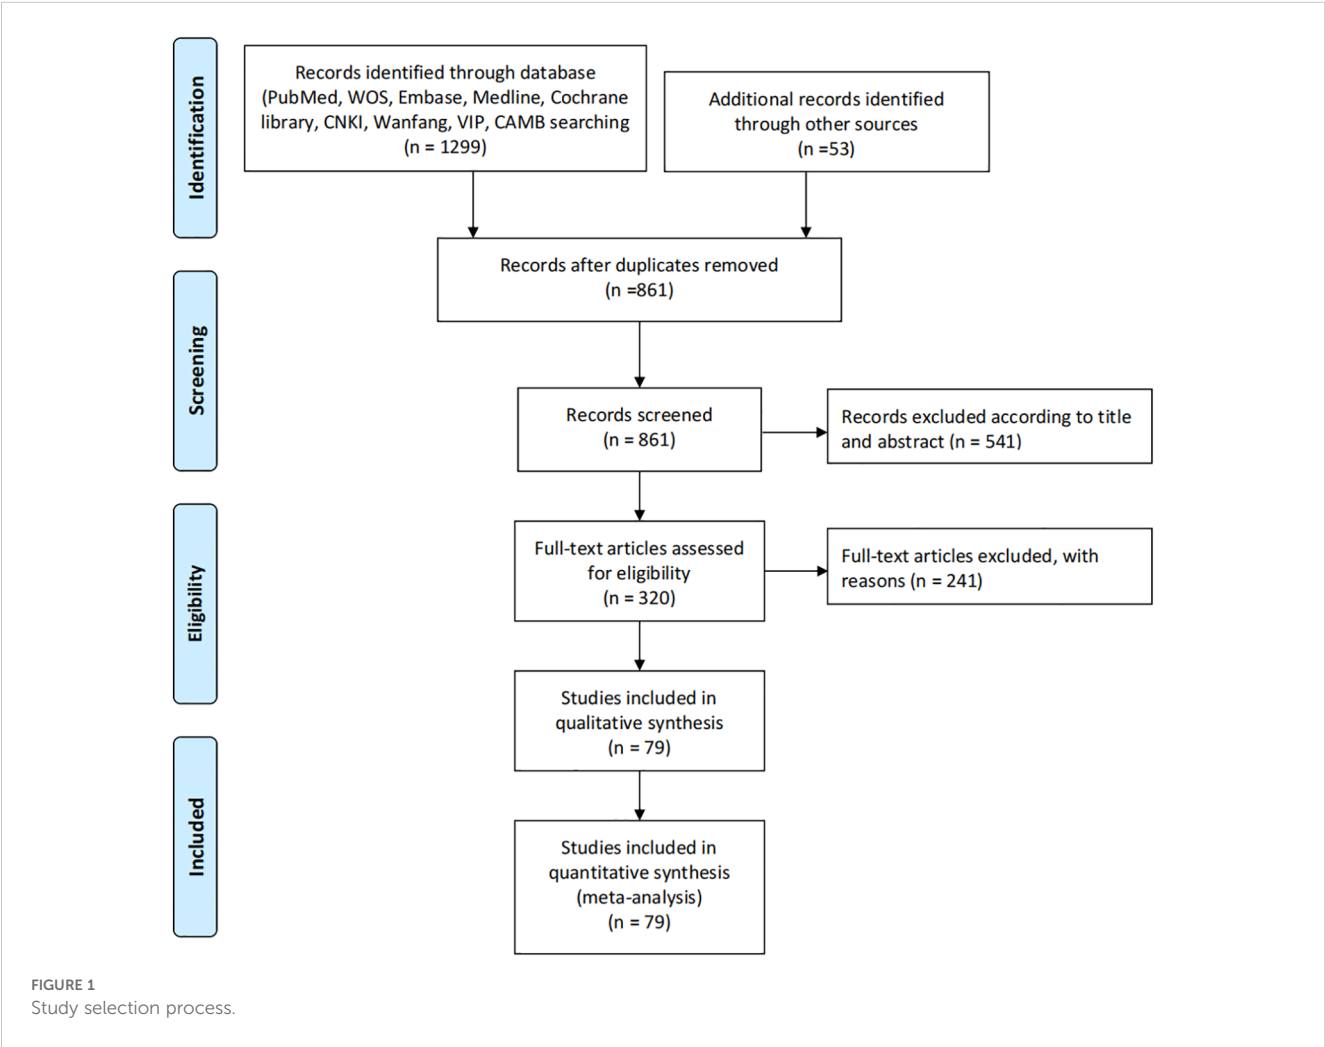 Identification
Records identified through database
(PubMed, WOS, Embase, Medline, Cochrane
library, CNKI, Wanfang, VIP, CAMB searching
(n = 1299)
Additional records identified
through other sources
(n =53)
Records after duplicates removed
(n =861)
Screening
Records screened
(n = 861)
Records excluded according to title
and abstract (n = 541)
Eligibility
Full-text articles assessed
for eligibility
(n = 320)
Full-text articles excluded, with
reasons (n = 241)
Studies included in
qualitative synthesis
(n = 79)
Included
Studies included in
quantitative synthesis
(meta-analysis)
(n = 79)
FIGURE 1
Study selection process.